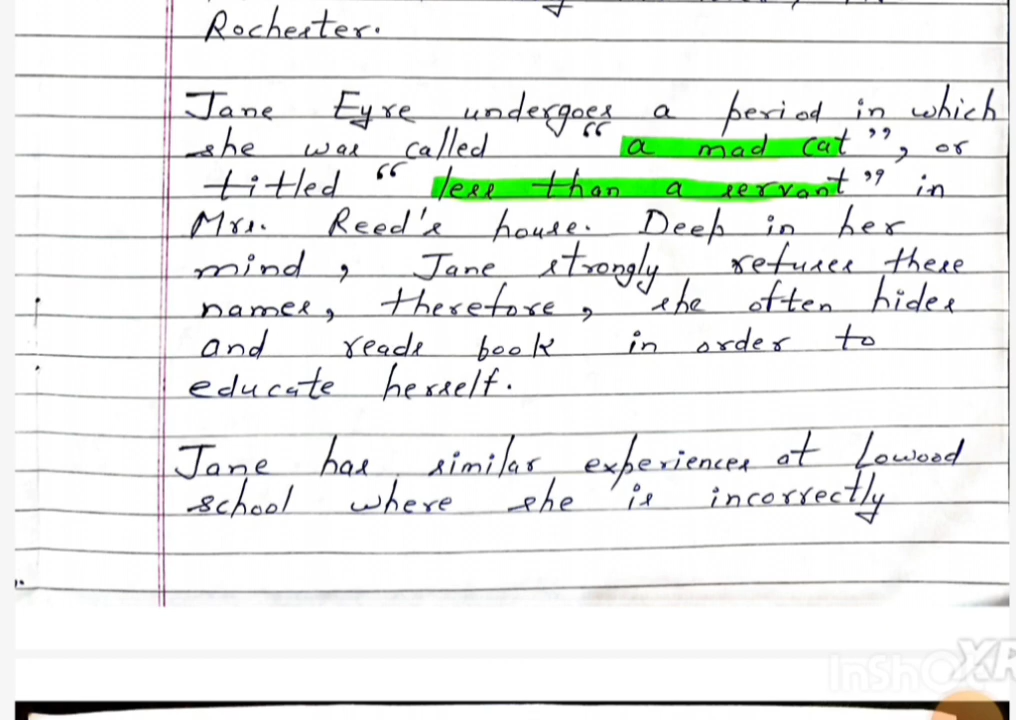 Rochester.
Jane Eyre undergoes a period in which
she was called “a mad cat”, or
titled “less than a servant” in
Mrs. Reed's house. Deep in her
mind, Jane strongly refuses these
names, therefore, she often hides
and reads book in order to
educate herself.
Jane has similar experiences at Lowood
school where she is incorrectly
InSh
XR